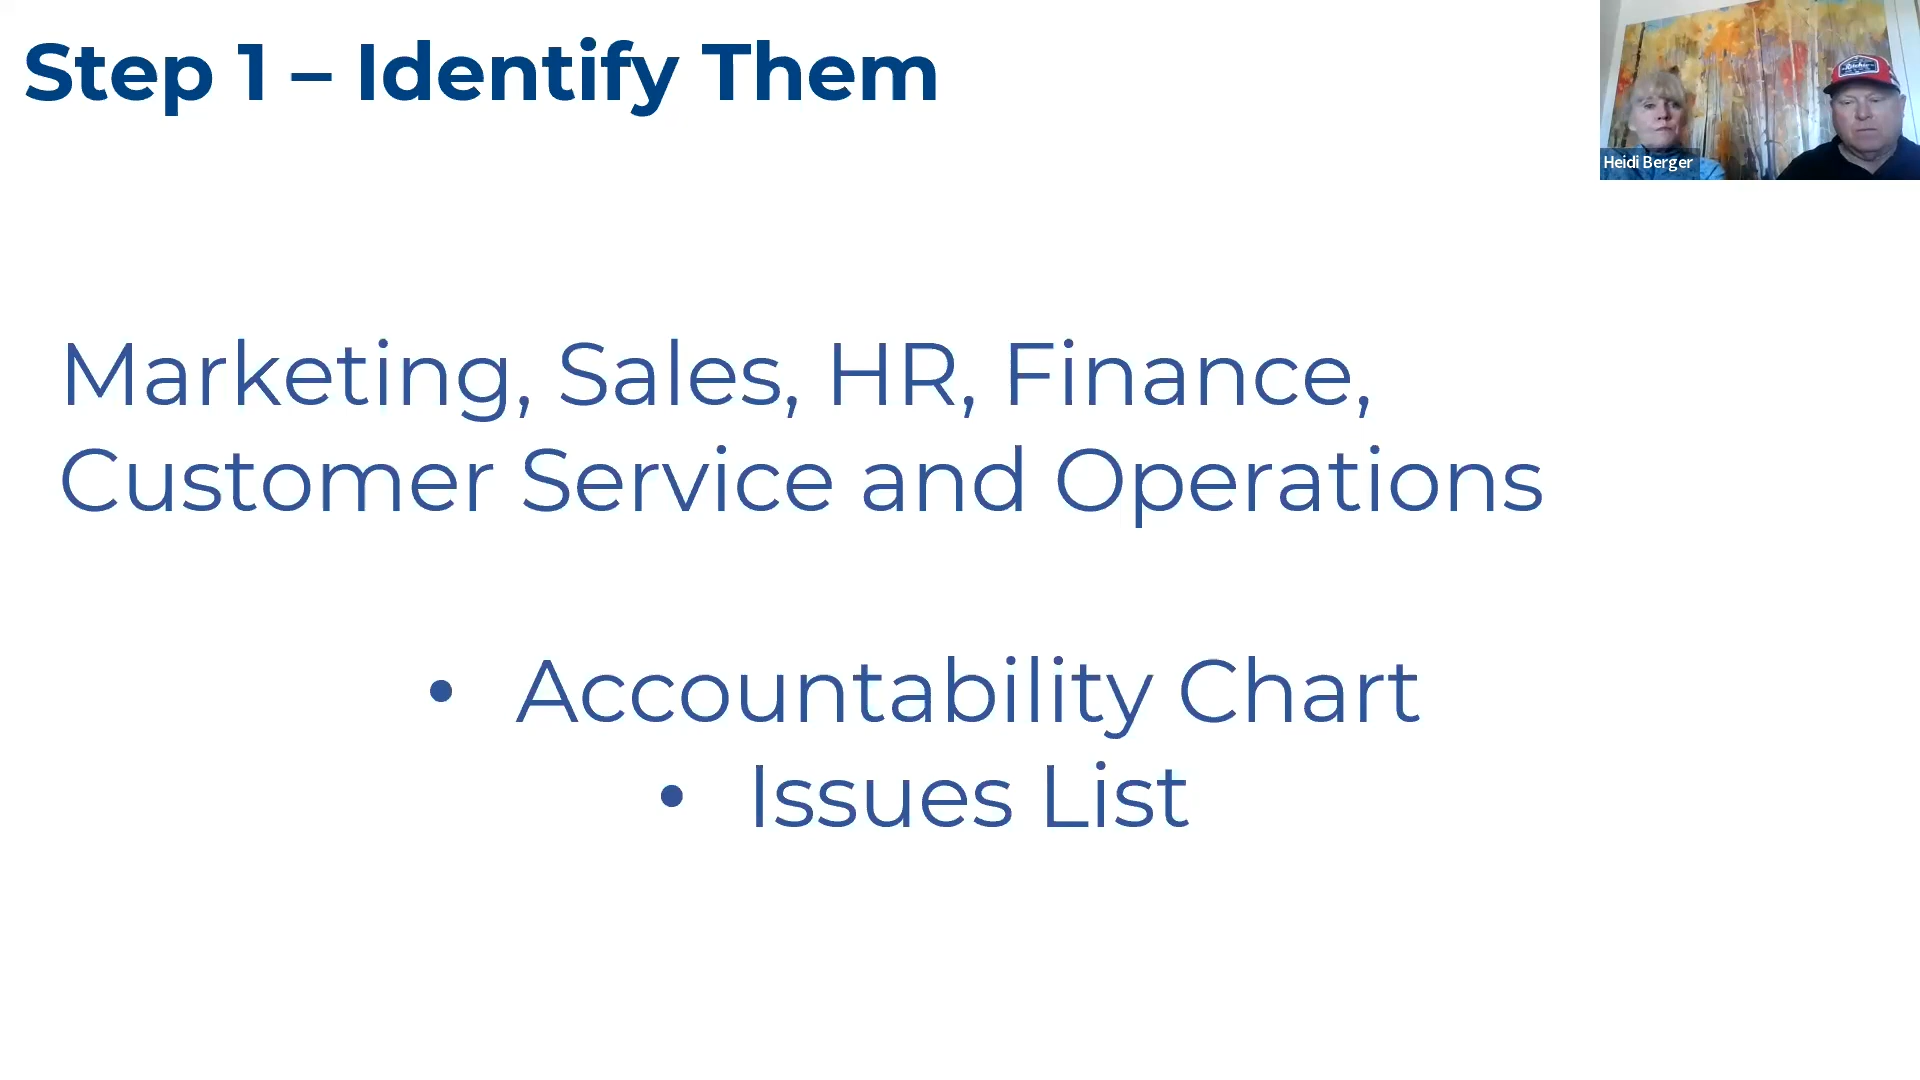 Step 1 – Identify Them
Heidi Berger
Marketing, Sales, HR, Finance,
Customer Service and Operations
• Accountability Chart
• Issues List